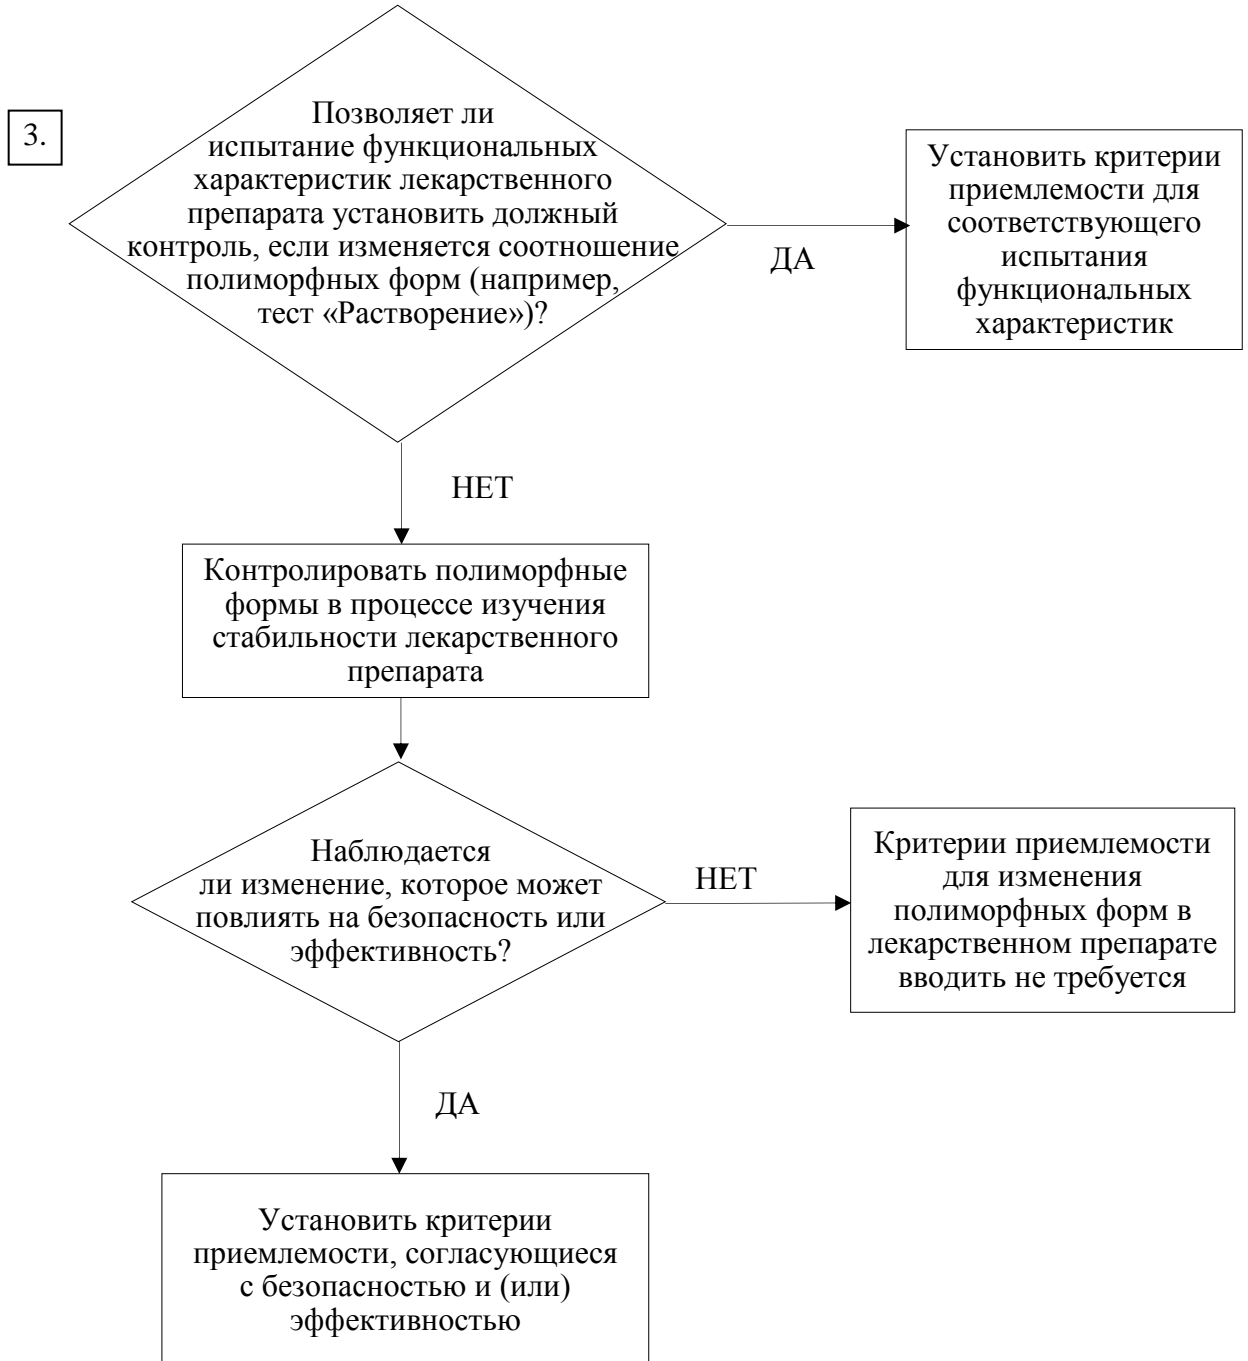 3.
Позволяет ли
испытание функциональных
характеристик лекарственного
препарата установить должный
контроль, если изменяется соотношение
полиморфных форм (например,
тест «Растворение»)?
ДА
Установить критерии
приемлемости для
соответствующего
испытания
функциональных
характеристик
НЕТ
Контролировать полиморфные
формы в процессе изучения
стабильности лекарственного
препарата
Наблюдается
ли изменение, которое может
повлиять на безопасность или
эффективность?
НЕТ
Критерии приемлемости
для изменения
полиморфных форм в
лекарственном препарате
вводить не требуется
ДА
Установить критерии
приемлемости, согласующиеся
с безопасностью и (или)
эффективностью